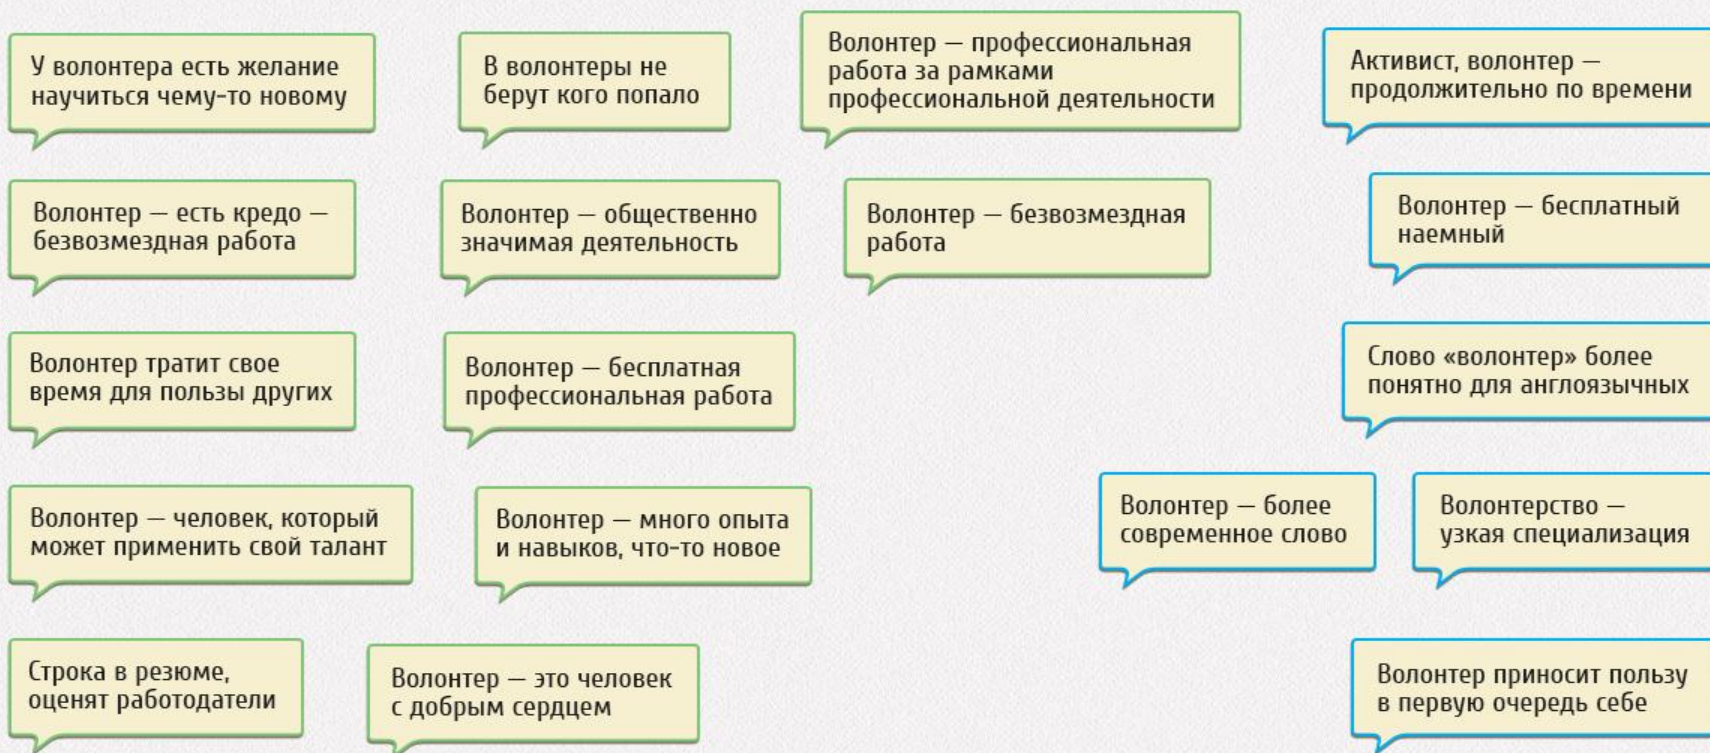 У волонтера есть желание
научиться чему-то новому
В волонтеры не
берут кого попало
Волонтер — профессиональная
работа за рамками
профессиональной деятельности
Активист, волонтер —
продолжительно по времени
Волонтер — есть кредо —
безвозмездная работа
Волонтер — общественно
значимая деятельность
Волонтер — безвозмездная
работа
Волонтер — бесплатный
наемный
Волонтер тратит свое
время для пользы других
Волонтер — бесплатная
профессиональная работа
Слово «волонтер» более
понятно для англоязычных
Волонтер — человек, который
может применить свой талант
Волонтер — много опыта
и навыков, что-то новое
Волонтер — более
современное слово
Волонтерство —
узкая специализация
Строка в резюме,
оценят работодатели
Волонтер — это человек
с добрым сердцем
Волонтер приносит пользу
в первую очередь себе